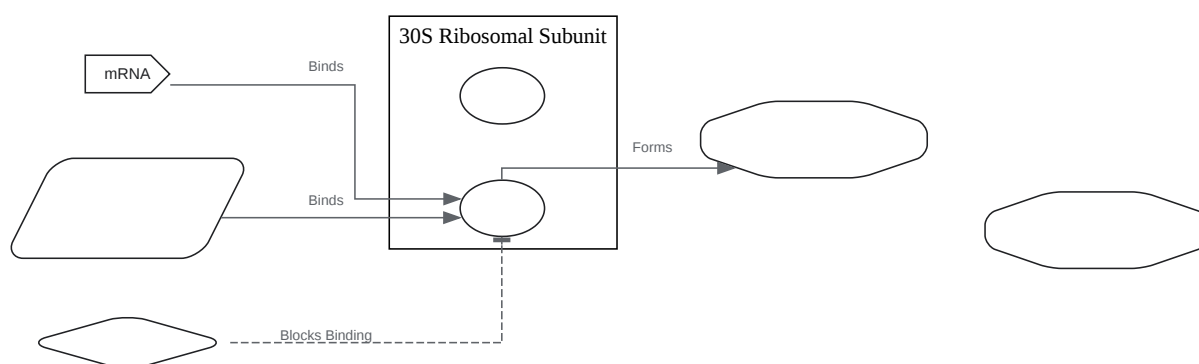 30S Ribosomal Subunit
mRNA
Binds
Forms
Binds
Blocks Binding